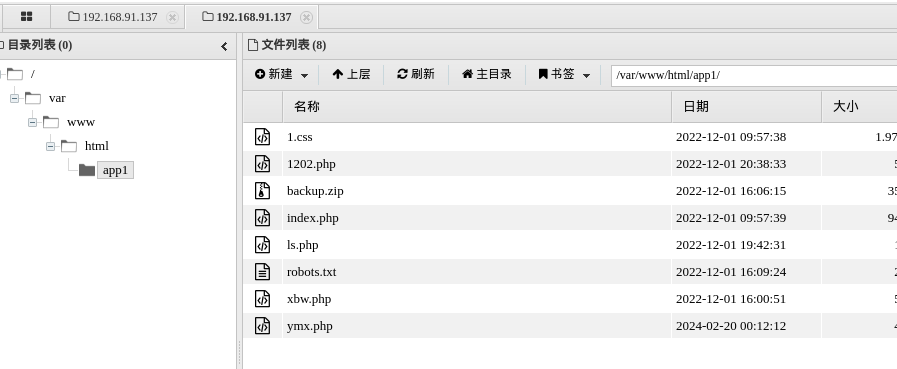 192.168.91.137
192.168.91.137
目录列表 (0)
/
var
www
html
app1
文件列表 (8)
新建 上层 刷新 主目录 书签 /var/www/html/app1/
名称 日期 大小
1.css 2022-12-01 09:57:38 1.97
1202.php 2022-12-01 20:38:33
backup.zip 2022-12-01 16:06:15 35
index.php 2022-12-01 09:57:39 94
ls.php 2022-12-01 19:42:31
robots.txt 2022-12-01 16:09:24
xbw.php 2022-12-01 16:00:51
ymx.php 2024-02-20 00:12:12